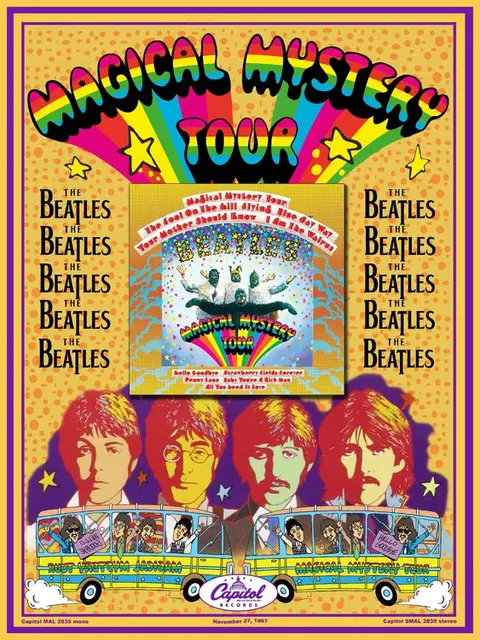 MAGICAL MYSTERY
TOUR
THE BEATLES
THE BEATLES
THE BEATLES
THE BEATLES
THE BEATLES
Magical Mystery Tour
The Fool On The Hill Flying Blue Jay Way
Your Mother Should Know I Am The Walrus
BEATLES
MAGICAL MYSTERY
TOUR
Hello Goodbye Strawberry Fields Forever
Penny Lane Baby You're A Rich Man
All You Need Is Love
THE BEATLES
THE BEATLES
THE BEATLES
THE BEATLES
THE BEATLES
RUOT YRETSYM LACIGAM
MAGICAL MYSTERY TOUR
Capitol
RECORDS
Capitol MAL 2835 mono
November 27, 1967
Capitol SMAL 2835 stereo